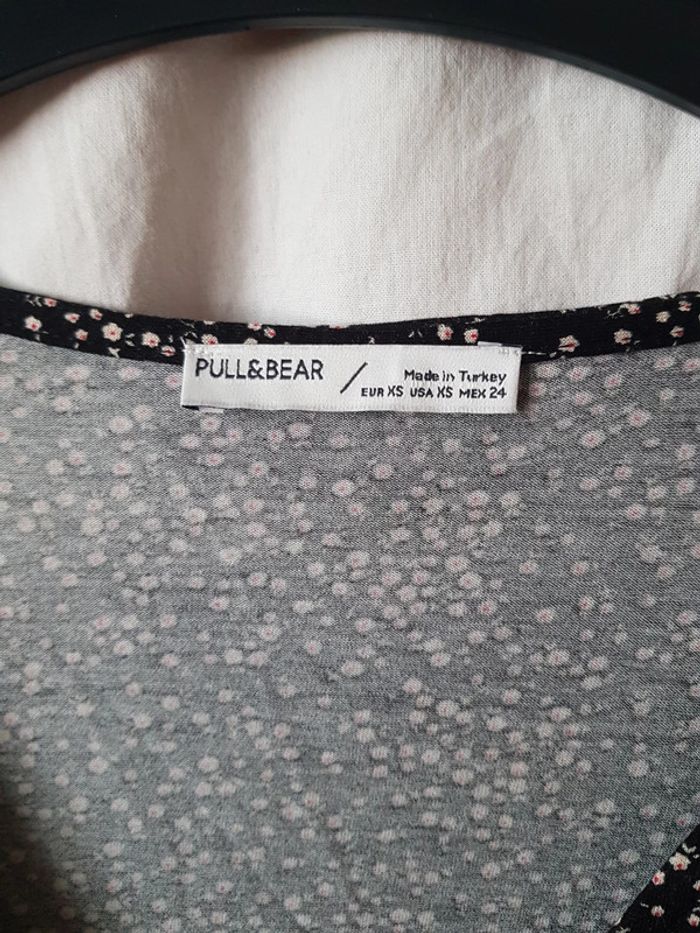 PULL&BEAR / Made in Turkey
EUR XS USA XS MEX 24